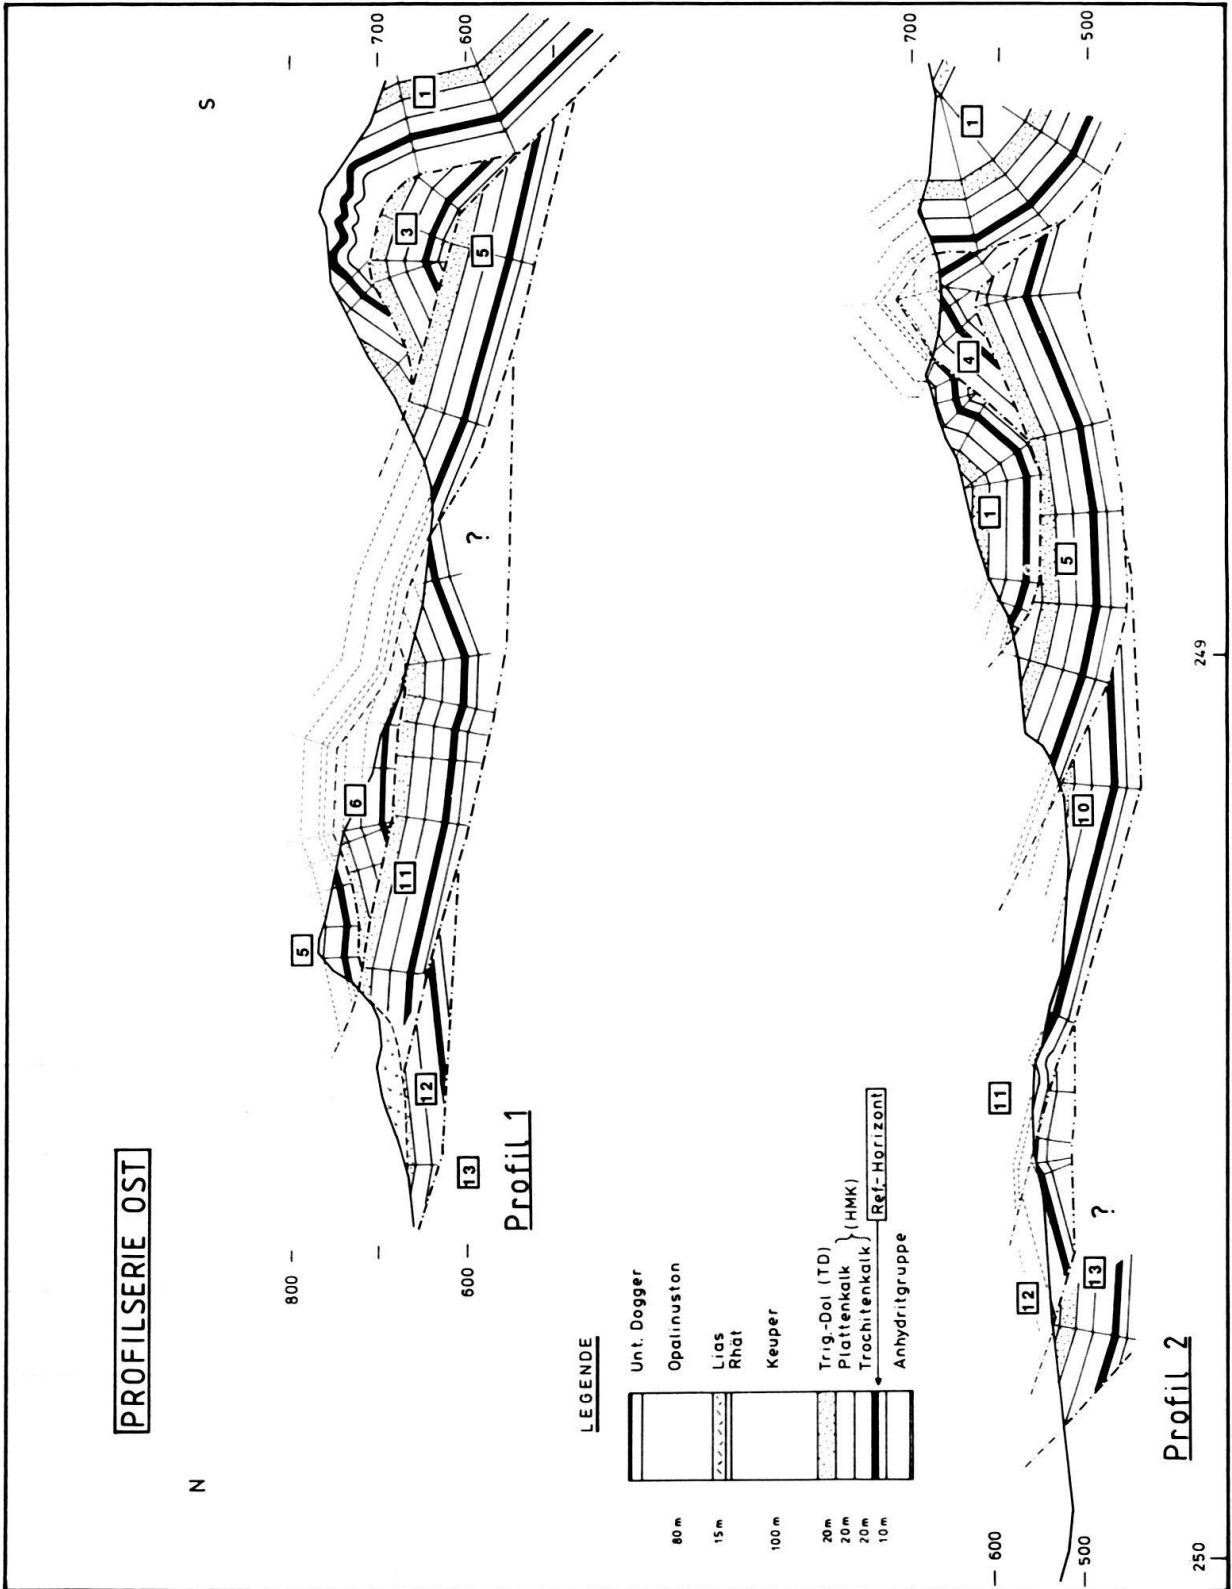 PROFILSERIE OST
N
S
800 –
–
600 –
–
– 700
– 600
–
5
6
11
12
13
3
5
1
?
Profil 1
LEGENDE
Unt. Dogger
80 m Opalinuston
15 m Lias
Rhät
100 m Keuper
20 m Trig.-Dol (TD)
20 m Plattenkalk } (HMK)
20 m Trochitenkalk
10 m Ref.-Horizont
Anhydritgruppe
– 600
– 500
– 700
–
– 500
12
13
?
11
10
1
5
4
1
Profil 2
250
249